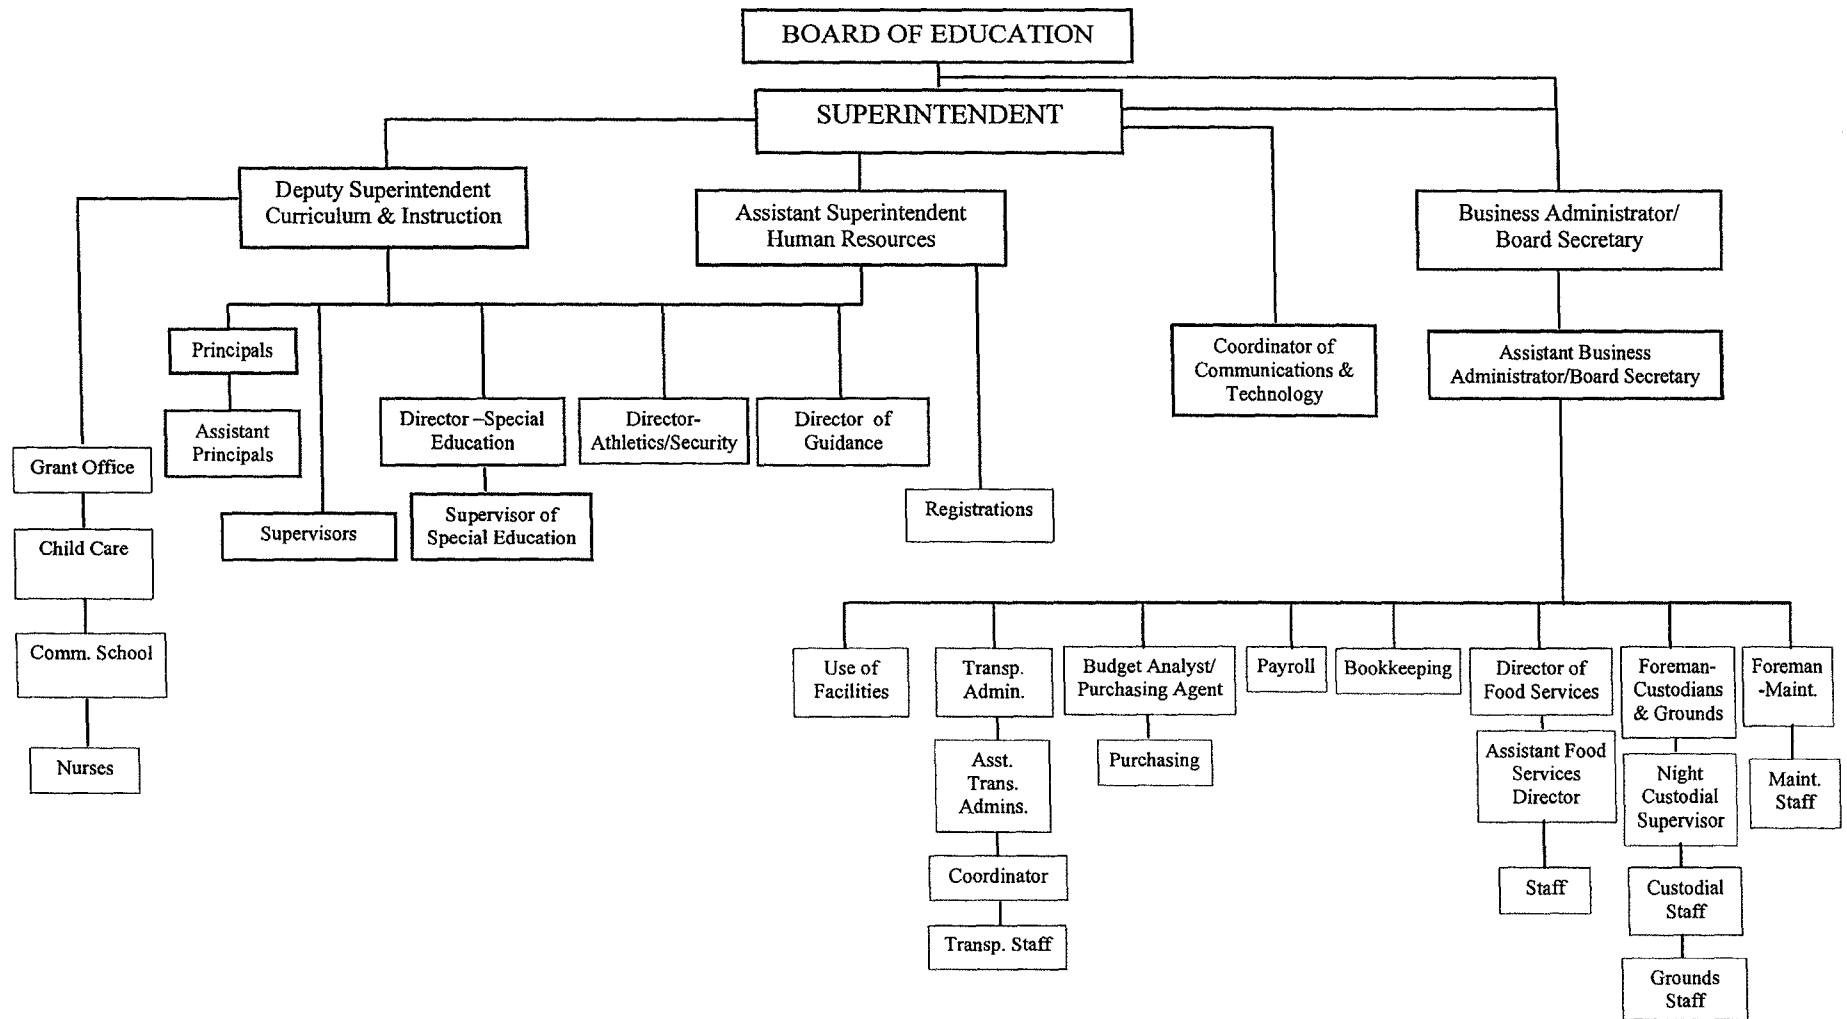 BOARD OF EDUCATION
SUPERINTENDENT
Deputy Superintendent
Curriculum & Instruction
Assistant Superintendent
Human Resources
Business Administrator/
Board Secretary
Principals
Assistant
Principals
Supervisors
Director –Special
Education
Supervisor of
Special Education
Director-
Athletics/Security
Director of
Guidance
Registrations
Coordinator of
Communications &
Technology
Assistant Business
Administrator/Board Secretary
Grant Office
Child Care
Comm. School
Nurses
Use of
Facilities
Transp.
Admin.
Asst.
Trans.
Admins.
Coordinator
Transp. Staff
Budget Analyst/
Purchasing Agent
Purchasing
Payroll
Bookkeeping
Director of
Food Services
Assistant Food
Services
Director
Staff
Foreman-
Custodians
& Grounds
Night
Custodial
Supervisor
Custodial
Staff
Grounds
Staff
Foreman
-Maint.
Maint.
Staff